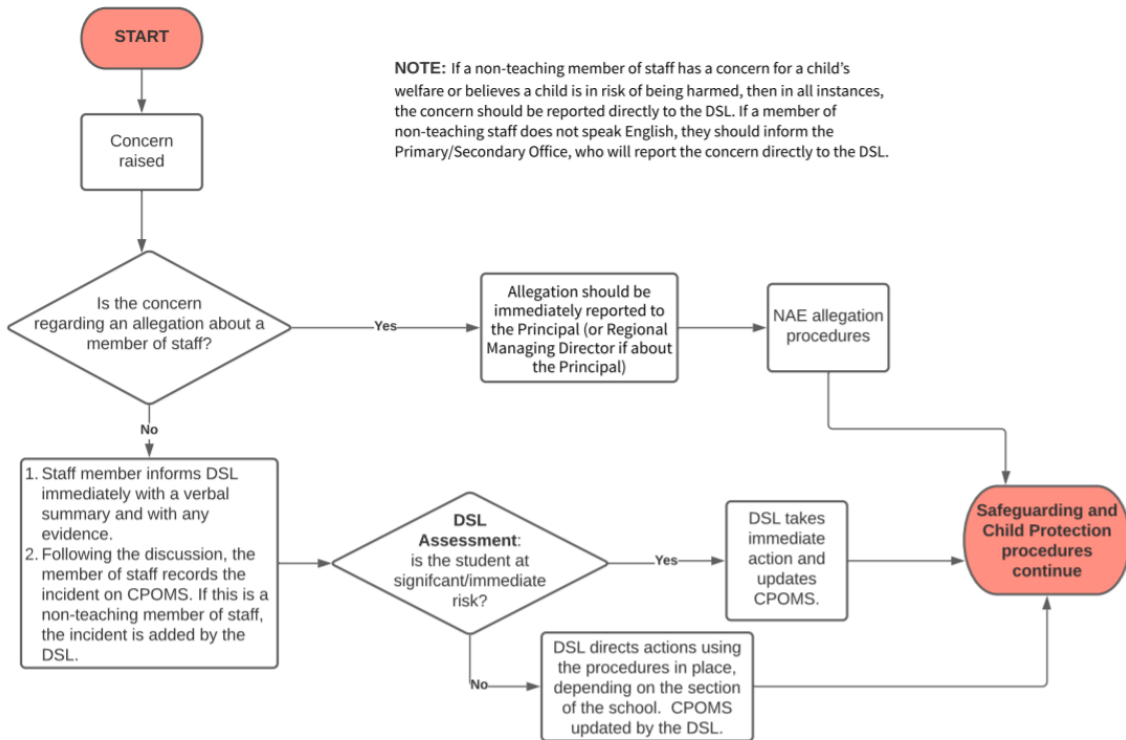 START
NOTE: If a non-teaching member of staff has a concern for a child's
welfare or believes a child is in risk of being harmed, then in all instances,
the concern should be reported directly to the DSL. If a member of
non-teaching staff does not speak English, they should inform the
Primary/Secondary Office, who will report the concern directly to the DSL.
Concern
raised
Is the concern
regarding an allegation about a
member of staff?
Yes
Allegation should be
immediately reported to
the Principal (or Regional
Managing Director if about
the Principal)
NAE allegation
procedures
No
1. Staff member informs DSL
immediately with a verbal
summary and with any
evidence.
2. Following the discussion, the
member of staff records the
incident on CPOMS. If this is a
non-teaching member of staff,
the incident is added by the
DSL.
DSL
Assessment:
is the student at
signifcant/immediate
risk?
Yes
DSL takes
immediate
action and
updates
CPOMS.
Safeguarding and
Child Protection
procedures
continue
No
DSL directs actions using
the procedures in place,
depending on the section
of the school. CPOMS
updated by the DSL.